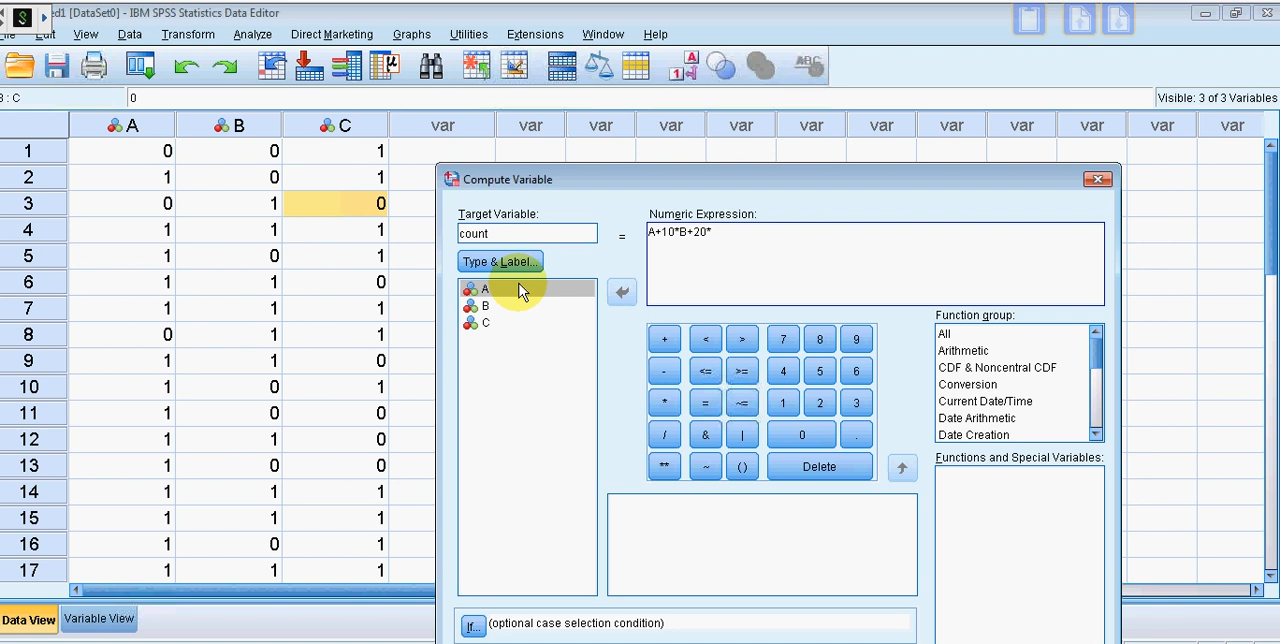 ed1 [DataSet0] - IBM SPSS Statistics Data Editor
View Data Transform Analyze Direct Marketing Graphs Utilities Extensions Window Help
: C 0 Visible: 3 of 3 Variables
A B C var var var var var var var var var var var
1 0 0 1
2 1 0 1
3 0 1 0
4 1 1 1
5 1 0 1
6 1 1 0
7 1 1 1
8 0 1 1
9 1 1 0
10 1 0 1
11 1 0 0
12 1 1 0
13 1 0 0
14 1 1 1
15 1 1 1
16 1 0 1
17 1 1 1
Data View Variable View
Compute Variable
Target Variable:
count
=
Type & Label...
A
B
C
Numeric Expression:
A+10*B+20*
+ < > 7 8 9
- <= >= 4 5 6
* = ~= 1 2 3
/ & | 0 .
** ~ () Delete
Function group:
All
Arithmetic
CDF & Noncentral CDF
Conversion
Current Date/Time
Date Arithmetic
Date Creation
Functions and Special Variables:
If... (optional case selection condition)